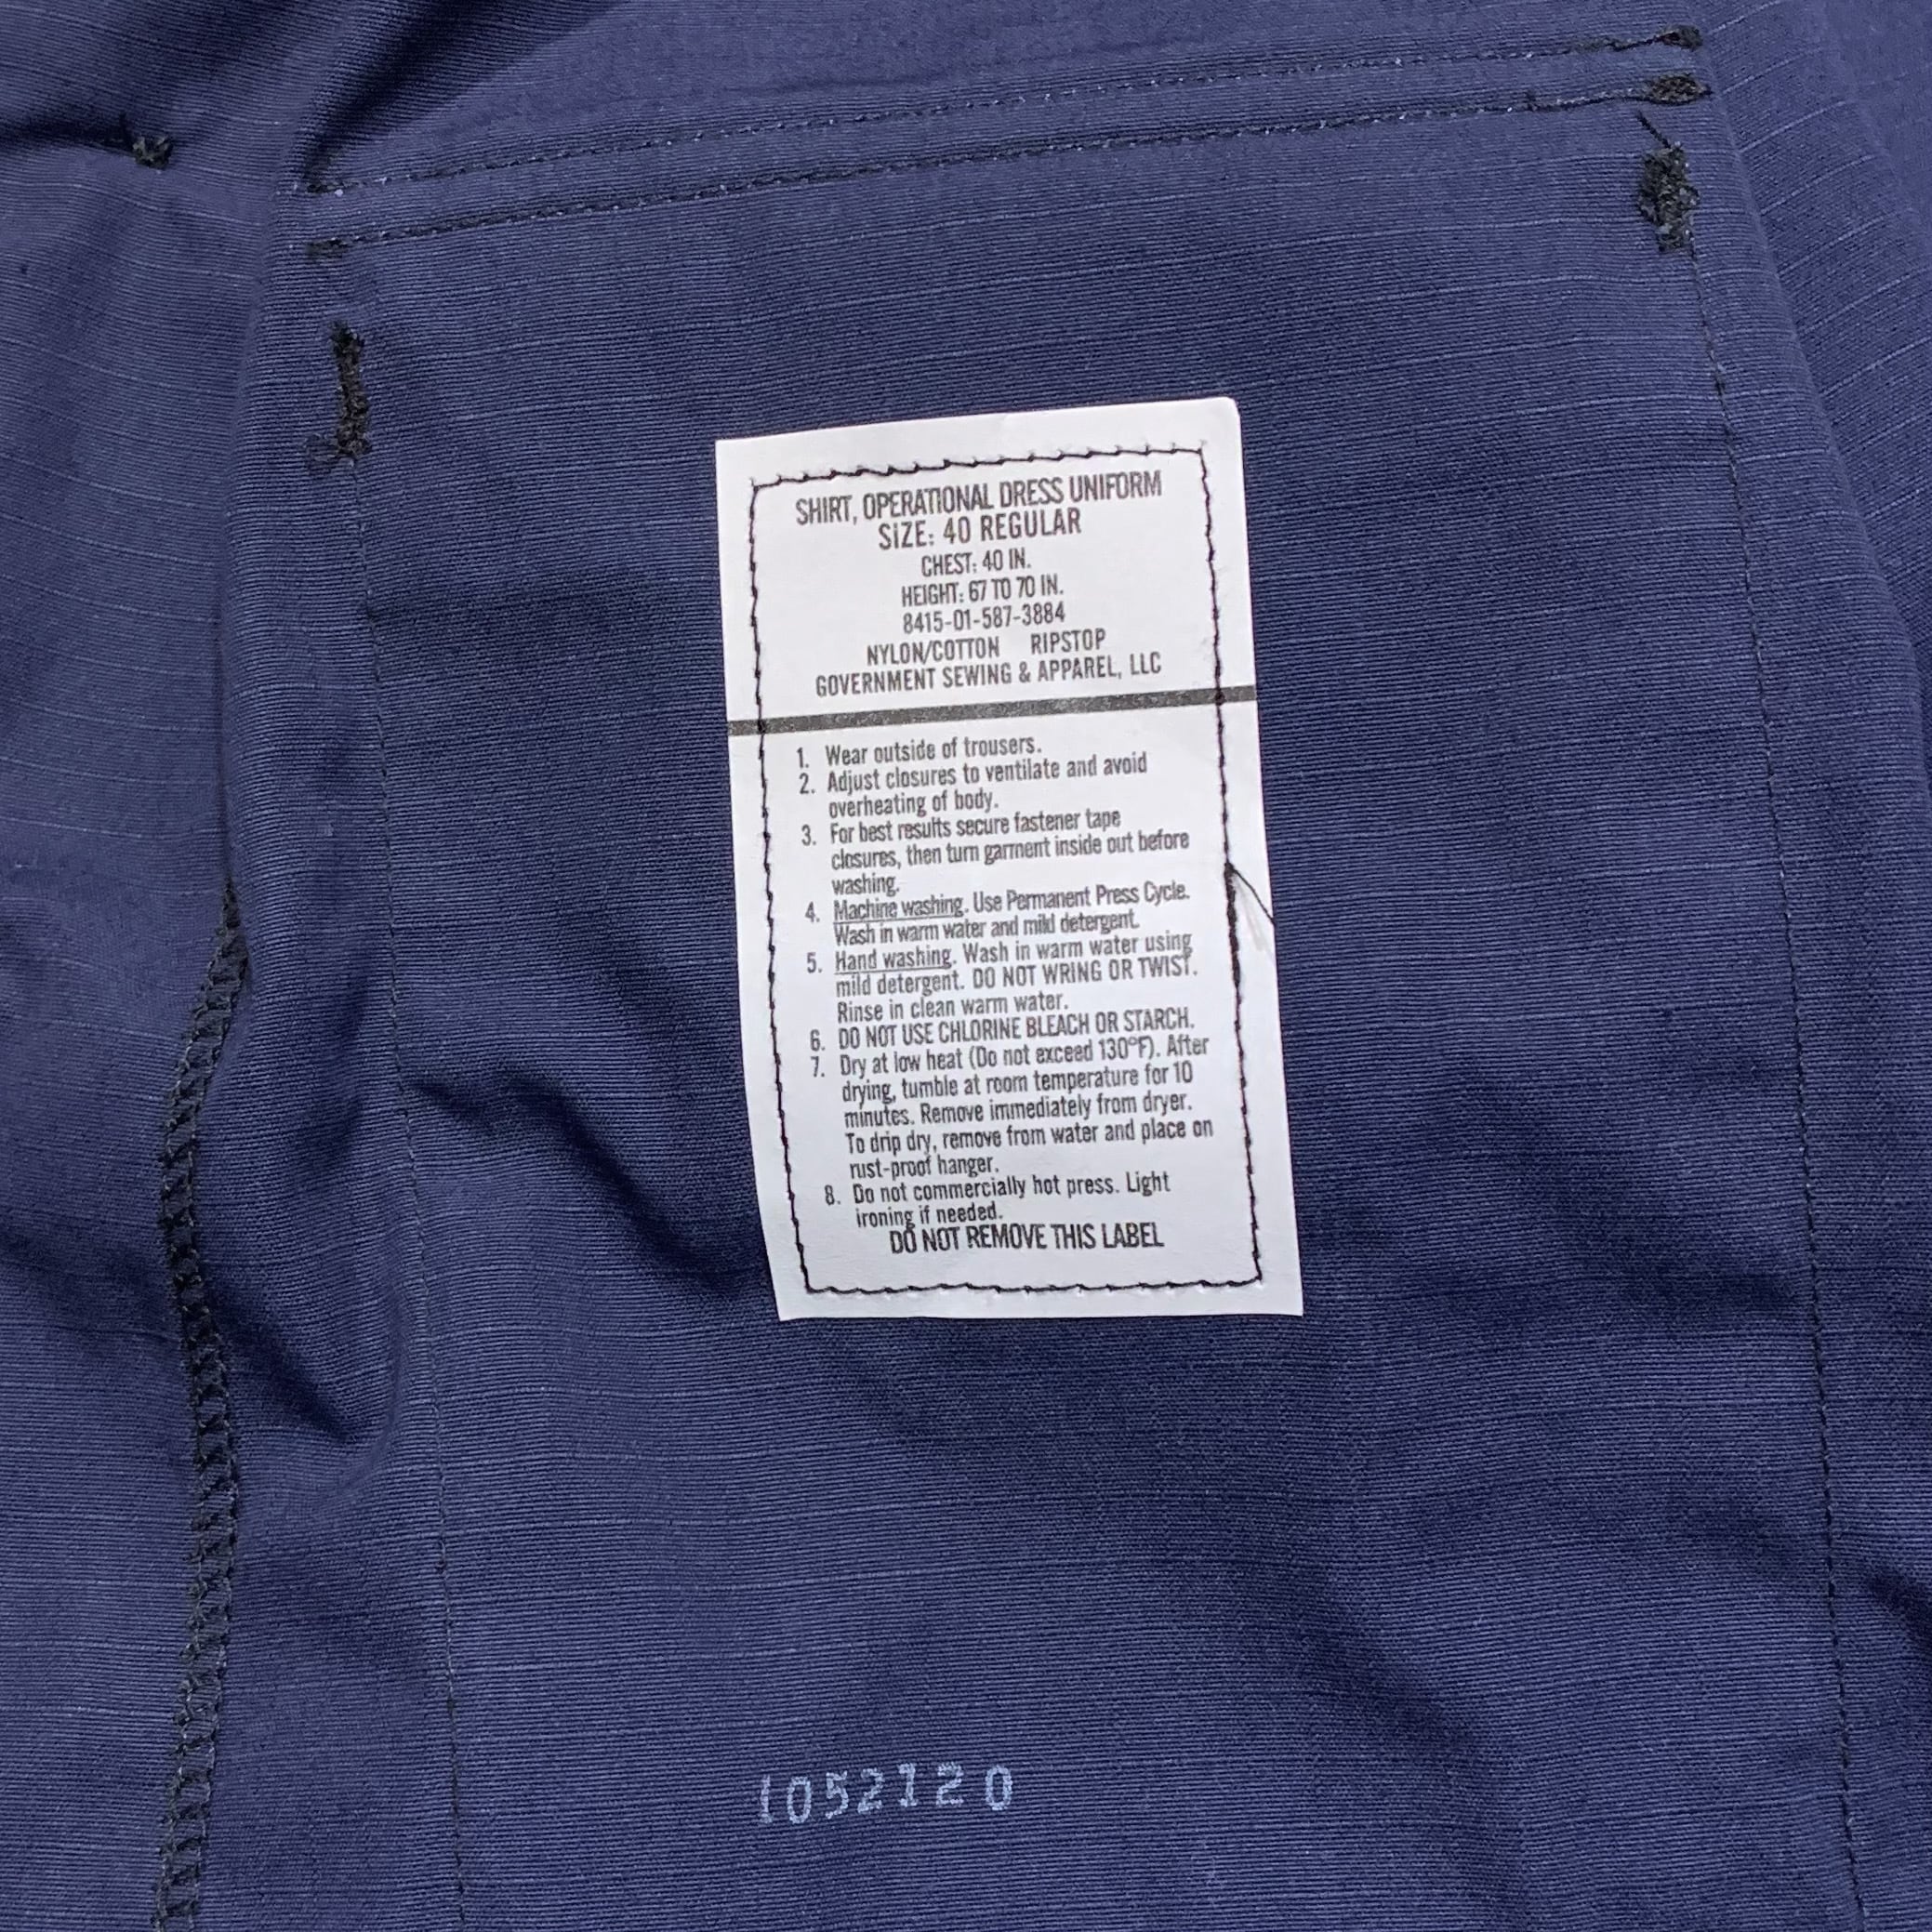 SHIRT, OPERATIONAL DRESS UNIFORM
SIZE: 40 REGULAR
CHEST: 40 IN.
HEIGHT: 67 TO 70 IN.
8415-01-587-3884
NYLON/COTTON RIPSTOP
GOVERNMENT SEWING & APPAREL, LLC
1. Wear outside of trousers.
2. Adjust closures to ventilate and avoid
overheating of body.
3. For best results secure fastener tape
closures, then turn garment inside out before
washing.
4. Machine washing. Use Permanent Press Cycle.
Wash in warm water and mild detergent.
5. Hand washing. Wash in warm water using
mild detergent. DO NOT WRING OR TWIST.
Rinse in clean warm water.
6. DO NOT USE CHLORINE BLEACH OR STARCH.
7. Dry at low heat (Do not exceed 130°F). After
drying, tumble at room temperature for 10
minutes. Remove immediately from dryer.
To drip dry, remove from water and place on
rust-proof hanger.
8. Do not commercially hot press. Light
ironing if needed.
DO NOT REMOVE THIS LABEL
1052120